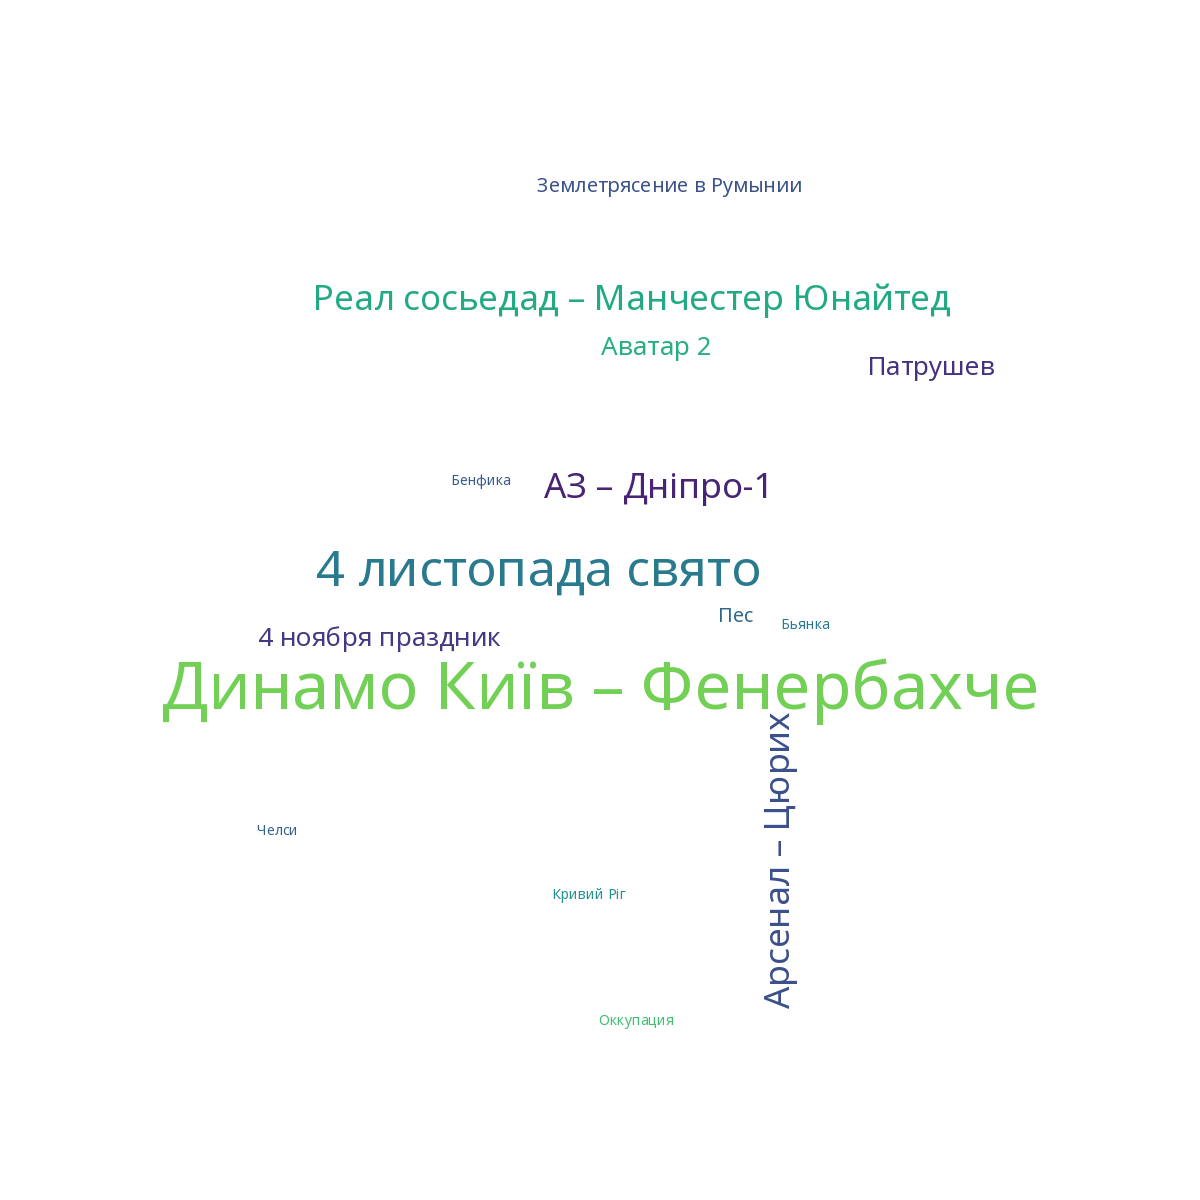 Землетрясение в Румынии
Реал сосьедад – Манчестер Юнайтед
Аватар 2
Патрушев
Бенфика
АЗ – Дніпро-1
4 листопада свято
Пес
Бьянка
4 ноября праздник
Динамо Київ – Фенербахче
Арсенал – Цюрих
Челси
Кривий Ріг
Оккупация